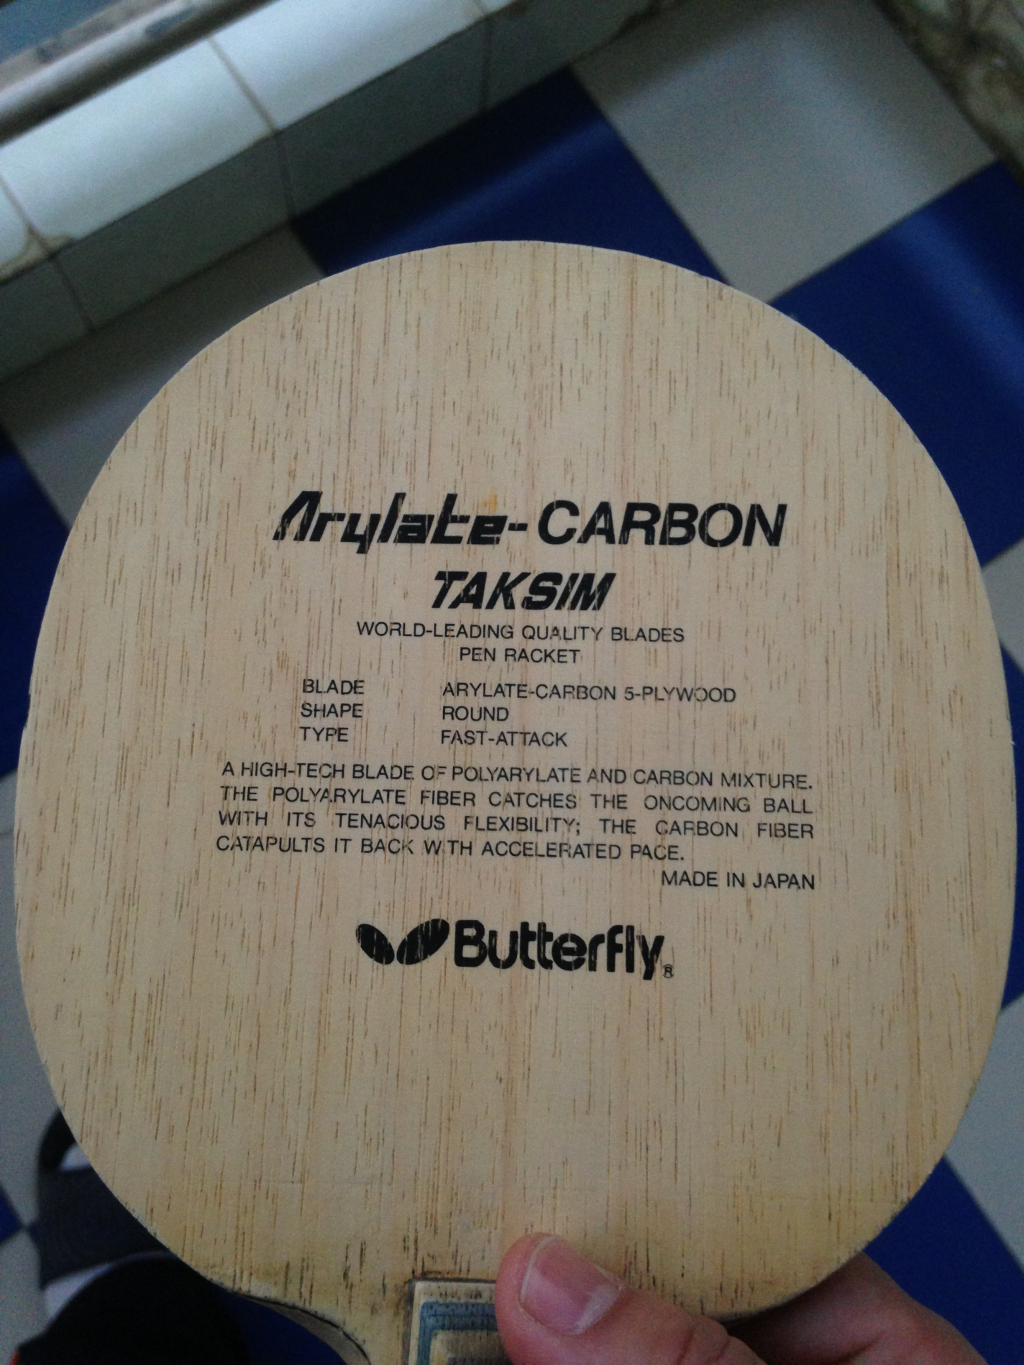 Arylate-CARBON
TAKSIM
WORLD-LEADING QUALITY BLADES
PEN RACKET
BLADE ARYLATE-CARBON 5-PLYWOOD
SHAPE ROUND
TYPE FAST-ATTACK
A HIGH-TECH BLADE OF POLYARYLATE AND CARBON MIXTURE.
THE POLYARYLATE FIBER CATCHES THE ONCOMING BALL
WITH ITS TENACIOUS FLEXIBILITY; THE CARBON FIBER
CATAPULTS IT BACK WITH ACCELERATED PACE.
MADE IN JAPAN
Butterfly®